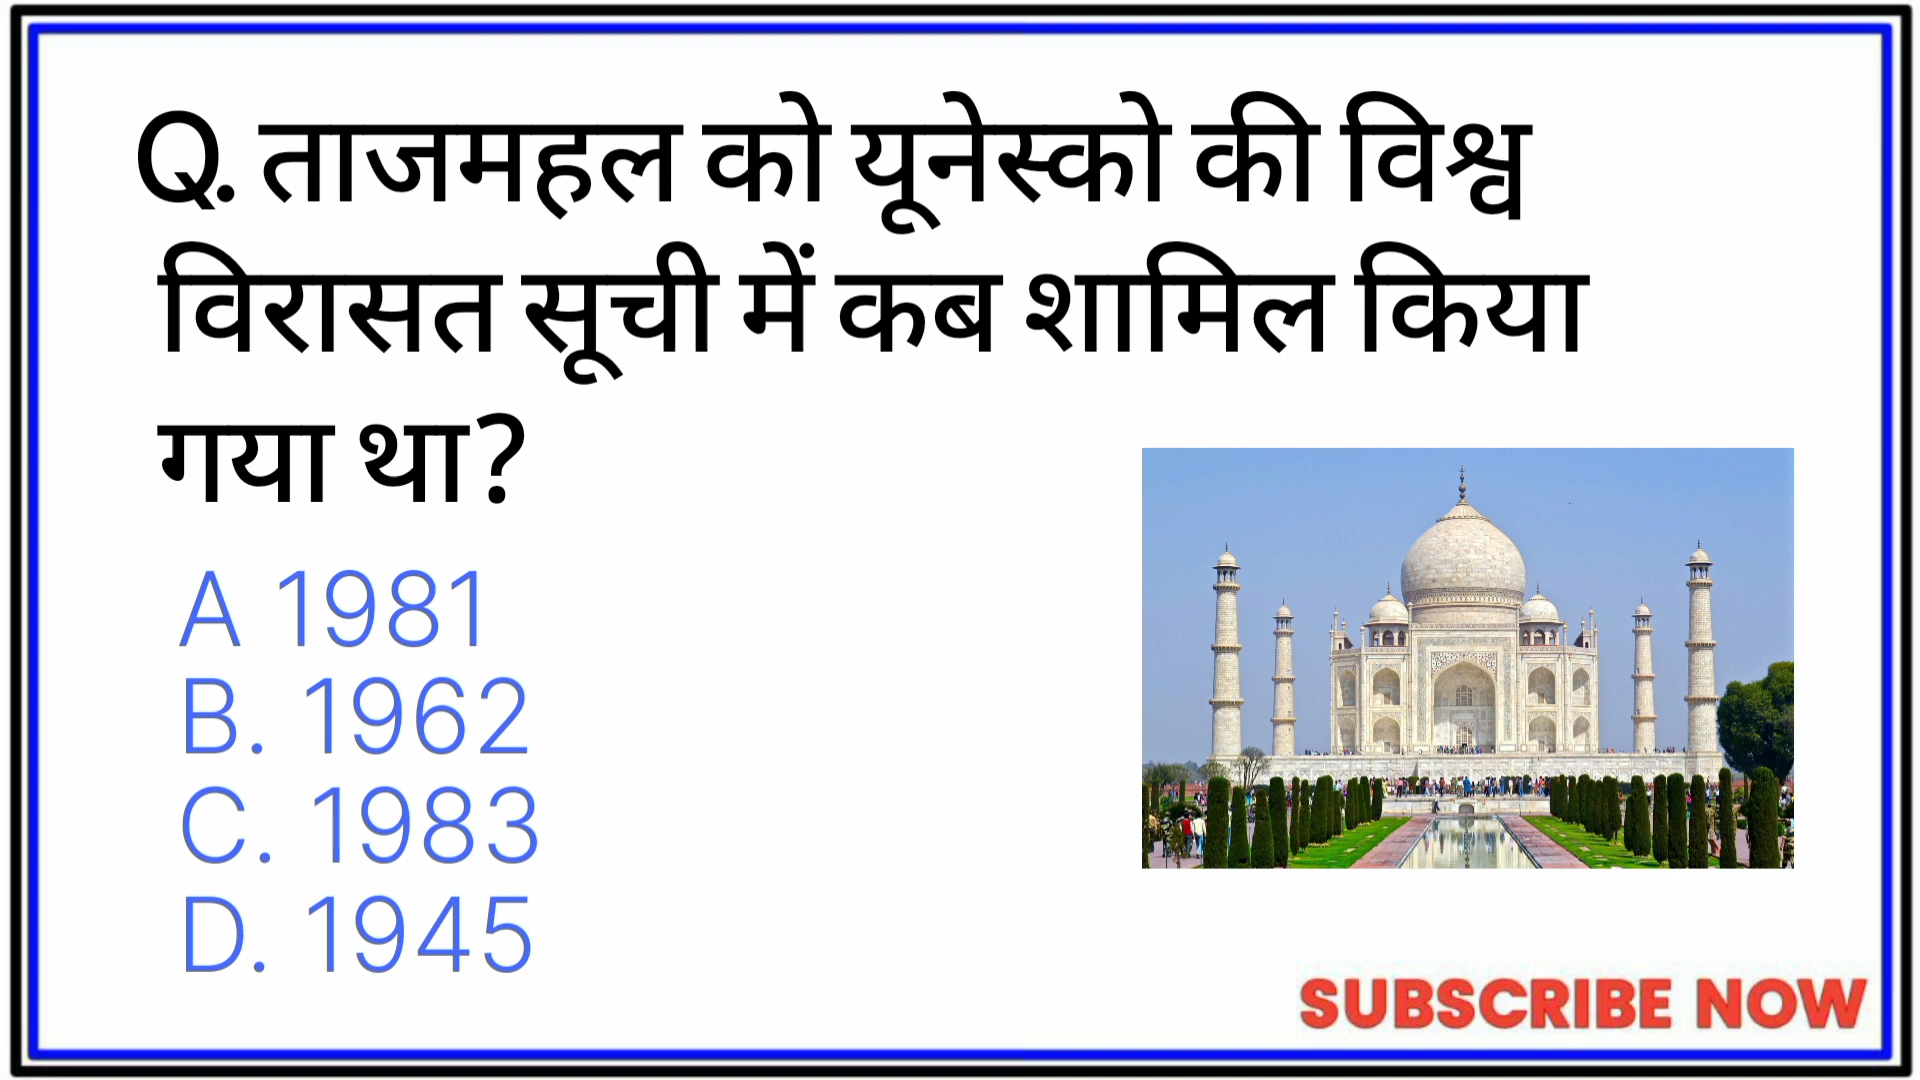 Q. ताजमहल को यूनेस्को की विश्व
विरासत सूची में कब शामिल किया
गया था?
A 1981
B. 1962
C. 1983
D. 1945
SUBSCRIBE NOW